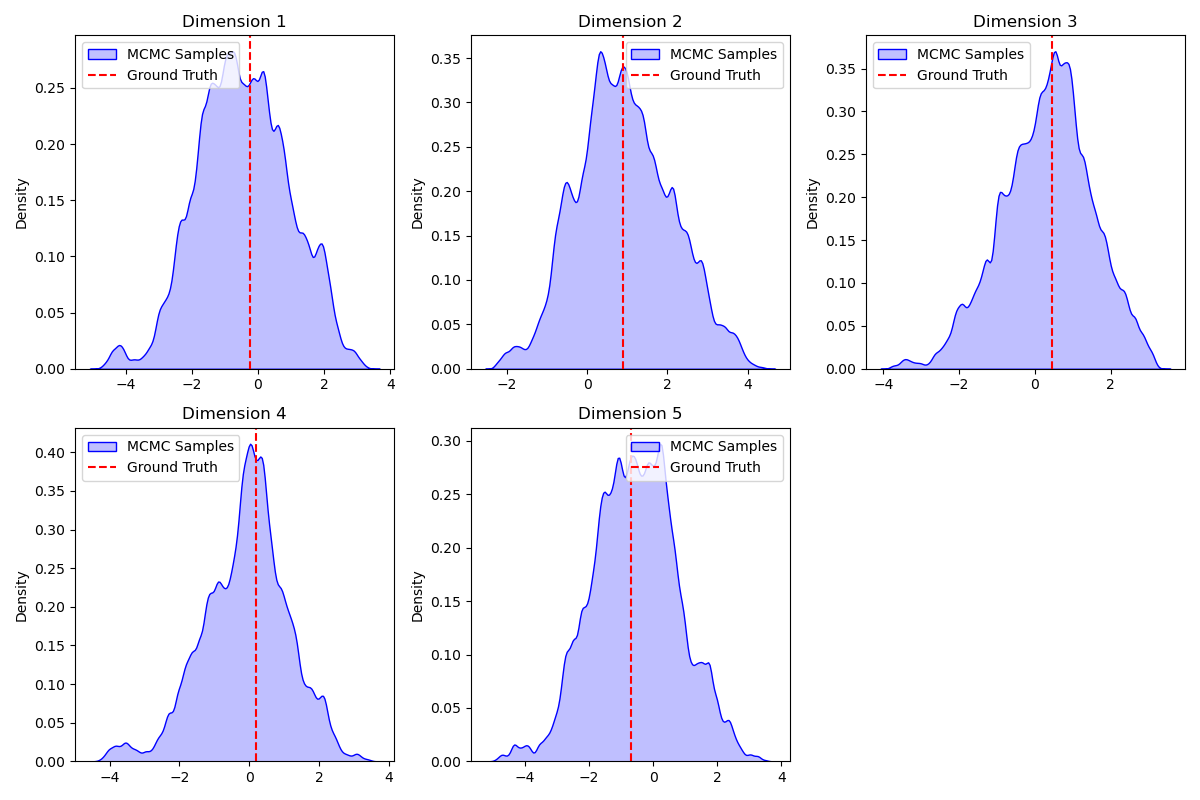 Dimension 1
MCMC Samples
Ground Truth
Density
0.25
0.20
0.15
0.10
0.05
0.00
−4 −2 0 2 4
Dimension 2
MCMC Samples
Ground Truth
Density
0.35
0.30
0.25
0.20
0.15
0.10
0.05
0.00
−2 0 2 4
Dimension 3
MCMC Samples
Ground Truth
Density
0.35
0.30
0.25
0.20
0.15
0.10
0.05
0.00
−4 −2 0 2
Dimension 4
MCMC Samples
Ground Truth
Density
0.40
0.35
0.30
0.25
0.20
0.15
0.10
0.05
0.00
−4 −2 0 2 4
Dimension 5
MCMC Samples
Ground Truth
Density
0.30
0.25
0.20
0.15
0.10
0.05
0.00
−4 −2 0 2 4